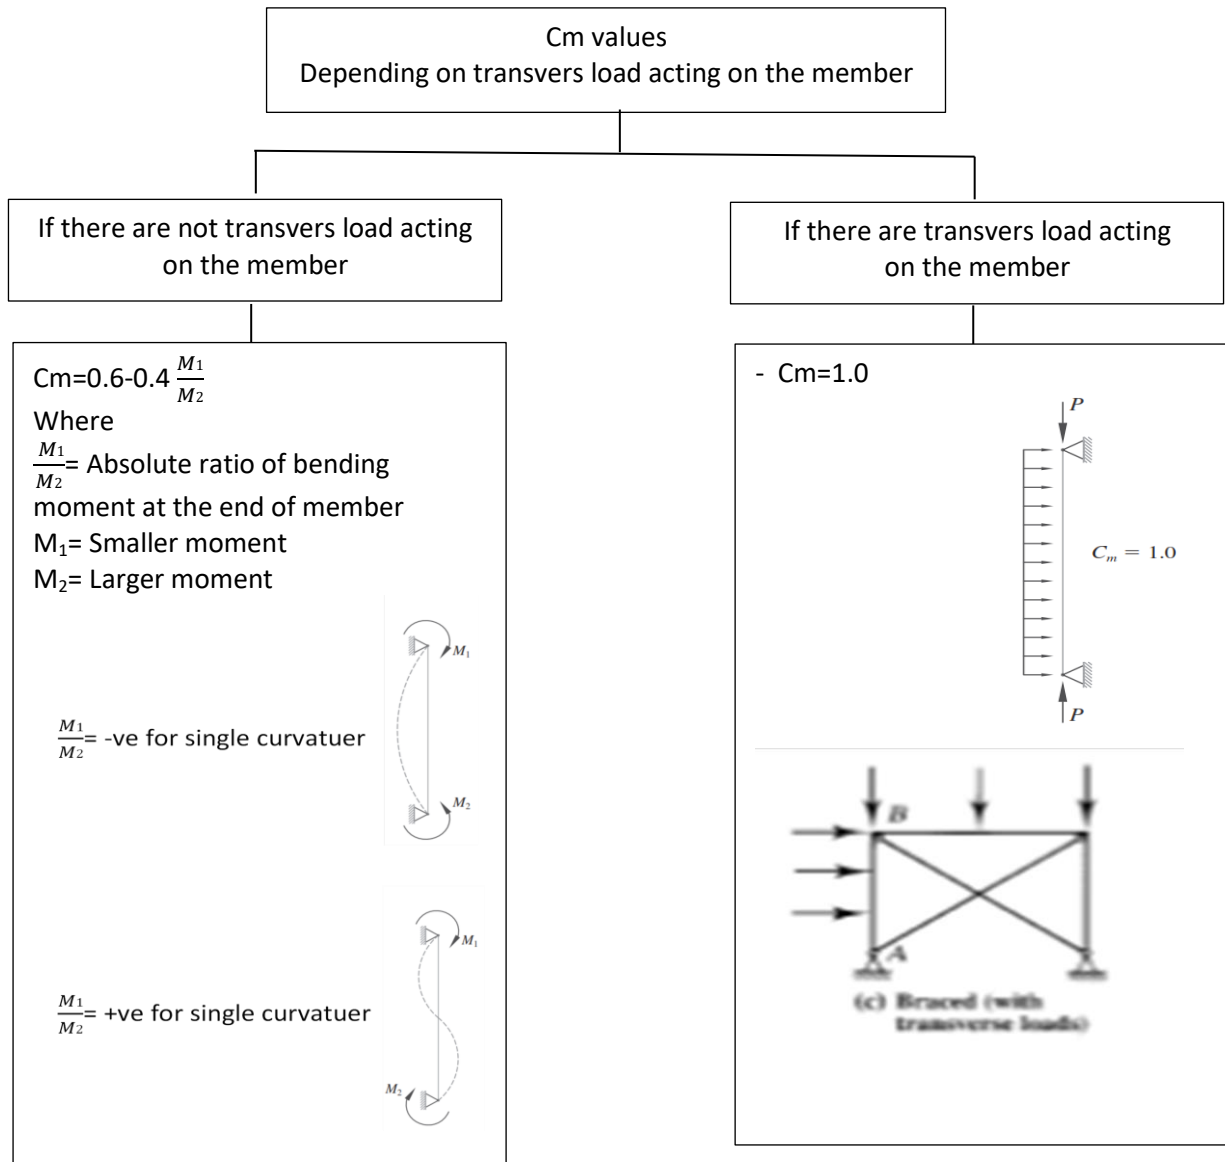 Cm values
Depending on transvers load acting on the member
If there are not transvers load acting
on the member
If there are transvers load acting
on the member
Cm=0.6-0.4 M1/M2
Where
M1/M2= Absolute ratio of bending
moment at the end of member
M₁= Smaller moment
M₂= Larger moment
M₁
M1/M2= -ve for single curvatuer
M₂
M₁
M1/M2= +ve for single curvatuer
M₂
- Cm=1.0
P
Cₘ = 1.0
P
B
A
(c) Braced (with
transverse loads)